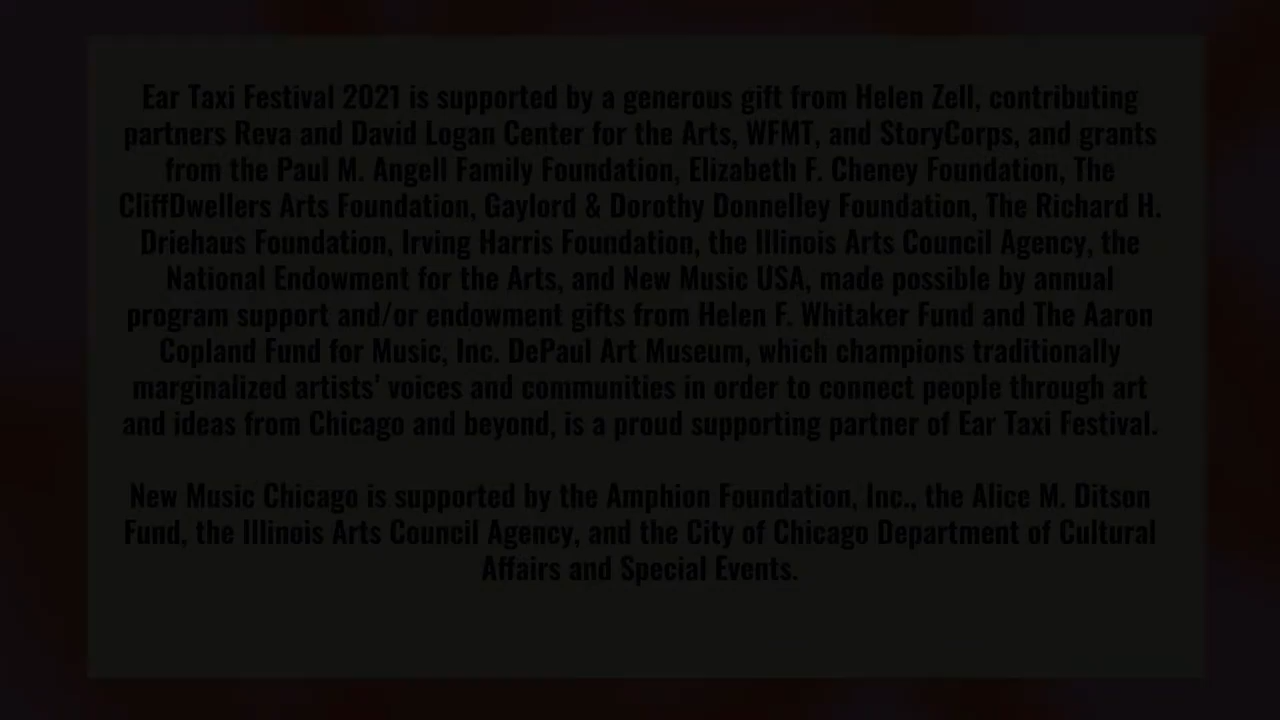 Ear Taxi Festival 2021 is supported by a generous gift from Helen Zell, contributing
partners Reva and David Logan Center for the Arts, WFMT, and StoryCorps, and grants
from the Paul M. Angell Family Foundation, Elizabeth F. Cheney Foundation, The
CliffDwellers Arts Foundation, Gaylord & Dorothy Donnelley Foundation, The Richard H.
Driehaus Foundation, Irving Harris Foundation, the Illinois Arts Council Agency, the
National Endowment for the Arts, and New Music USA, made possible by annual
program support and/or endowment gifts from Helen F. Whitaker Fund and The Aaron
Copland Fund for Music, Inc. DePaul Art Museum, which champions traditionally
marginalized artists' voices and communities in order to connect people through art
and ideas from Chicago and beyond, is a proud supporting partner of Ear Taxi Festival.
New Music Chicago is supported by the Amphion Foundation, Inc., the Alice M. Ditson
Fund, the Illinois Arts Council Agency, and the City of Chicago Department of Cultural
Affairs and Special Events.